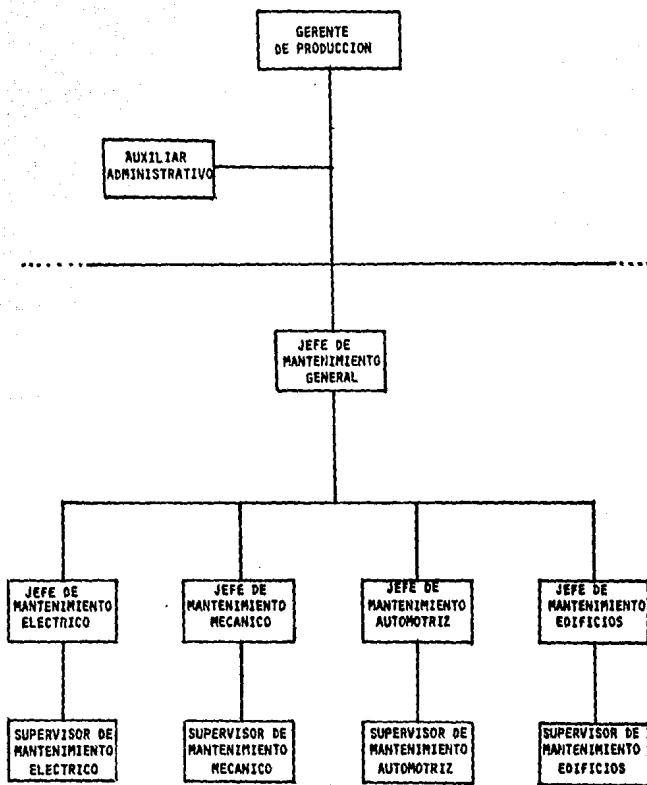 GERENTE
DE PRODUCCION
AUXILIAR
ADMINISTRATIVO
JEFE DE
MANTENIMIENTO
GENERAL
JEFE DE
MANTENIMIENTO
ELECTRICO
JEFE DE
MANTENIMIENTO
MECANICO
JEFE DE
MANTENIMIENTO
AUTOMOTRIZ
JEFE DE
MANTENIMIENTO
EDIFICIOS
SUPERVISOR DE
MANTENIMIENTO
ELECTRICO
SUPERVISOR DE
MANTENIMIENTO
MECANICO
SUPERVISOR DE
MANTENIMIENTO
AUTOMOTRIZ
SUPERVISOR DE
MANTENIMIENTO
EDIFICIOS